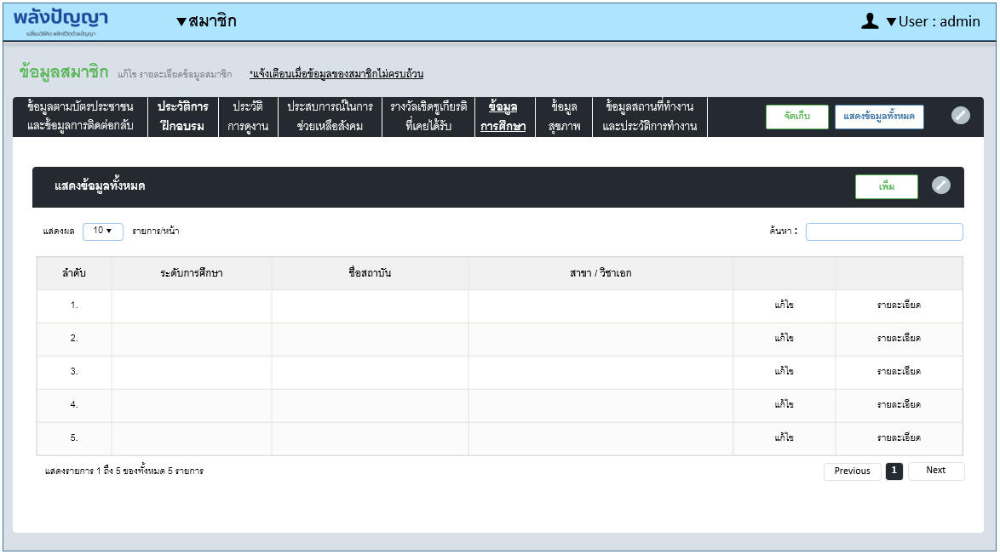 พลังปัญญา
เปลี่ยนวิธีคิด พลิกชีวิตด้วยปัญญา
▼สมาชิก
▼User : admin
ข้อมูลสมาชิก แก้ไข รายละเอียดข้อมูลสมาชิก *แจ้งเตือนเมื่อข้อมูลของสมาชิกไม่ครบถ้วน
ข้อมูลตามบัตรประชาชน
และข้อมูลการติดต่อกลับ
ประวัติการ
ฝึกอบรม
ประวัติ
การดูงาน
ประสบการณ์ในการ
ช่วยเหลือสังคม
รางวัลเชิดชูเกียรติ
ที่เคยได้รับ
ข้อมูล
การศึกษา
ข้อมูล
สุขภาพ
ข้อมูลสถานที่ทำงาน
และประวัติการทำงาน
จัดเก็บ
แสดงข้อมูลทั้งหมด
แสดงข้อมูลทั้งหมด
เพิ่ม
แสดงผล 10 ▼ รายการ/หน้า
ค้นหา :
ลำดับ ระดับการศึกษา ชื่อสถาบัน สาขา / วิชาเอก
1. แก้ไข รายละเอียด
2. แก้ไข รายละเอียด
3. แก้ไข รายละเอียด
4. แก้ไข รายละเอียด
5. แก้ไข รายละเอียด
แสดงรายการ 1 ถึง 5 ของทั้งหมด 5 รายการ
Previous 1 Next